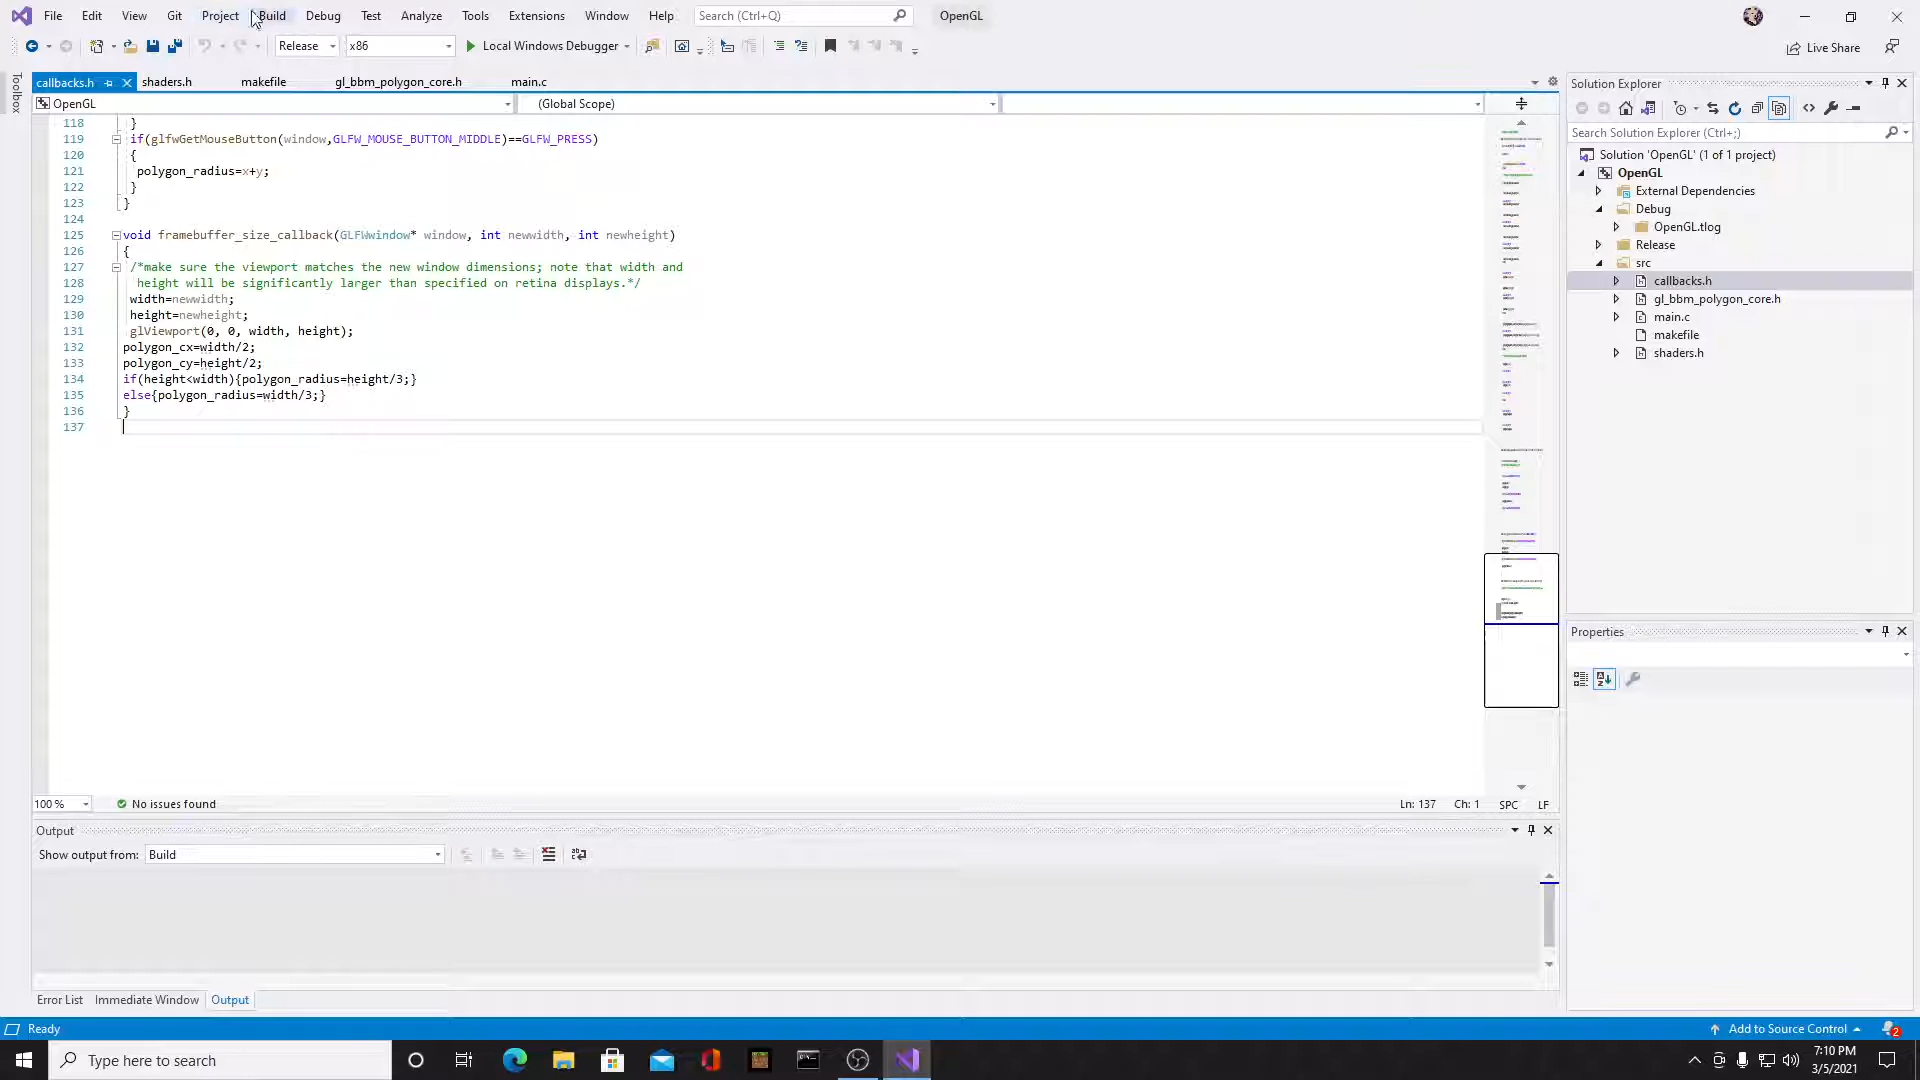 File Edit View Git Project Build Debug Test Analyze Tools Extensions Window Help Search (Ctrl+Q) OpenGL
Release x86 Local Windows Debugger Live Share
Toolbox
callbacks.h shaders.h makefile gl_bbm_polygon_core.h main.c
OpenGL (Global Scope)
118 }
119 if(glfwGetMouseButton(window,GLFW_MOUSE_BUTTON_MIDDLE)==GLFW_PRESS)
120 {
121 polygon_radius=x+y;
122 }
123 }
124
125 void framebuffer_size_callback(GLFWwindow* window, int newwidth, int newheight)
126 {
127 /*make sure the viewport matches the new window dimensions; note that width and
128 height will be significantly larger than specified on retina displays.*/
129 width=newwidth;
130 height=newheight;
131 glViewport(0, 0, width, height);
132 polygon_cx=width/2;
133 polygon_cy=height/2;
134 if(height<width){polygon_radius=height/3;}
135 else{polygon_radius=width/3;}
136 }
137
100 % No issues found Ln: 137 Ch: 1 SPC LF
Output
Show output from: Build
Error List Immediate Window Output
Solution Explorer
Search Solution Explorer (Ctrl+;)
Solution 'OpenGL' (1 of 1 project)
OpenGL
External Dependencies
Debug
OpenGL.tlog
Release
src
callbacks.h
gl_bbm_polygon_core.h
main.c
makefile
shaders.h
Properties
Ready Add to Source Control 2
Type here to search 7:10 PM
3/5/2021